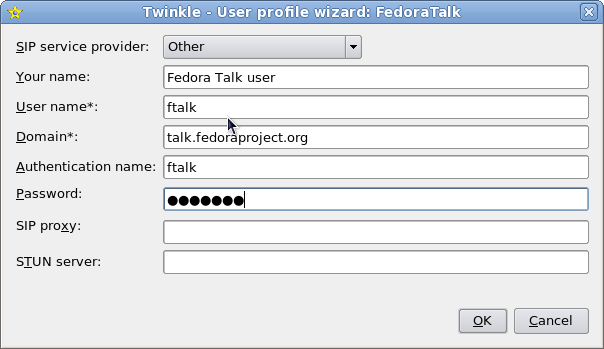 Twinkle - User profile wizard: FedoraTalk
SIP service provider: Other
Your name: Fedora Talk user
User name*: ftalk
Domain*: talk.fedoraproject.org
Authentication name: ftalk
Password: ●●●●●●●
SIP proxy:
STUN server:
OK Cancel